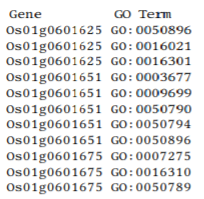 Gene GO Term
Os01g0601625 GO:0050896
Os01g0601625 GO:0016021
Os01g0601625 GO:0016301
Os01g0601651 GO:0003677
Os01g0601651 GO:0009699
Os01g0601651 GO:0050790
Os01g0601651 GO:0050794
Os01g0601651 GO:0050896
Os01g0601675 GO:0007275
Os01g0601675 GO:0016310
Os01g0601675 GO:0050789